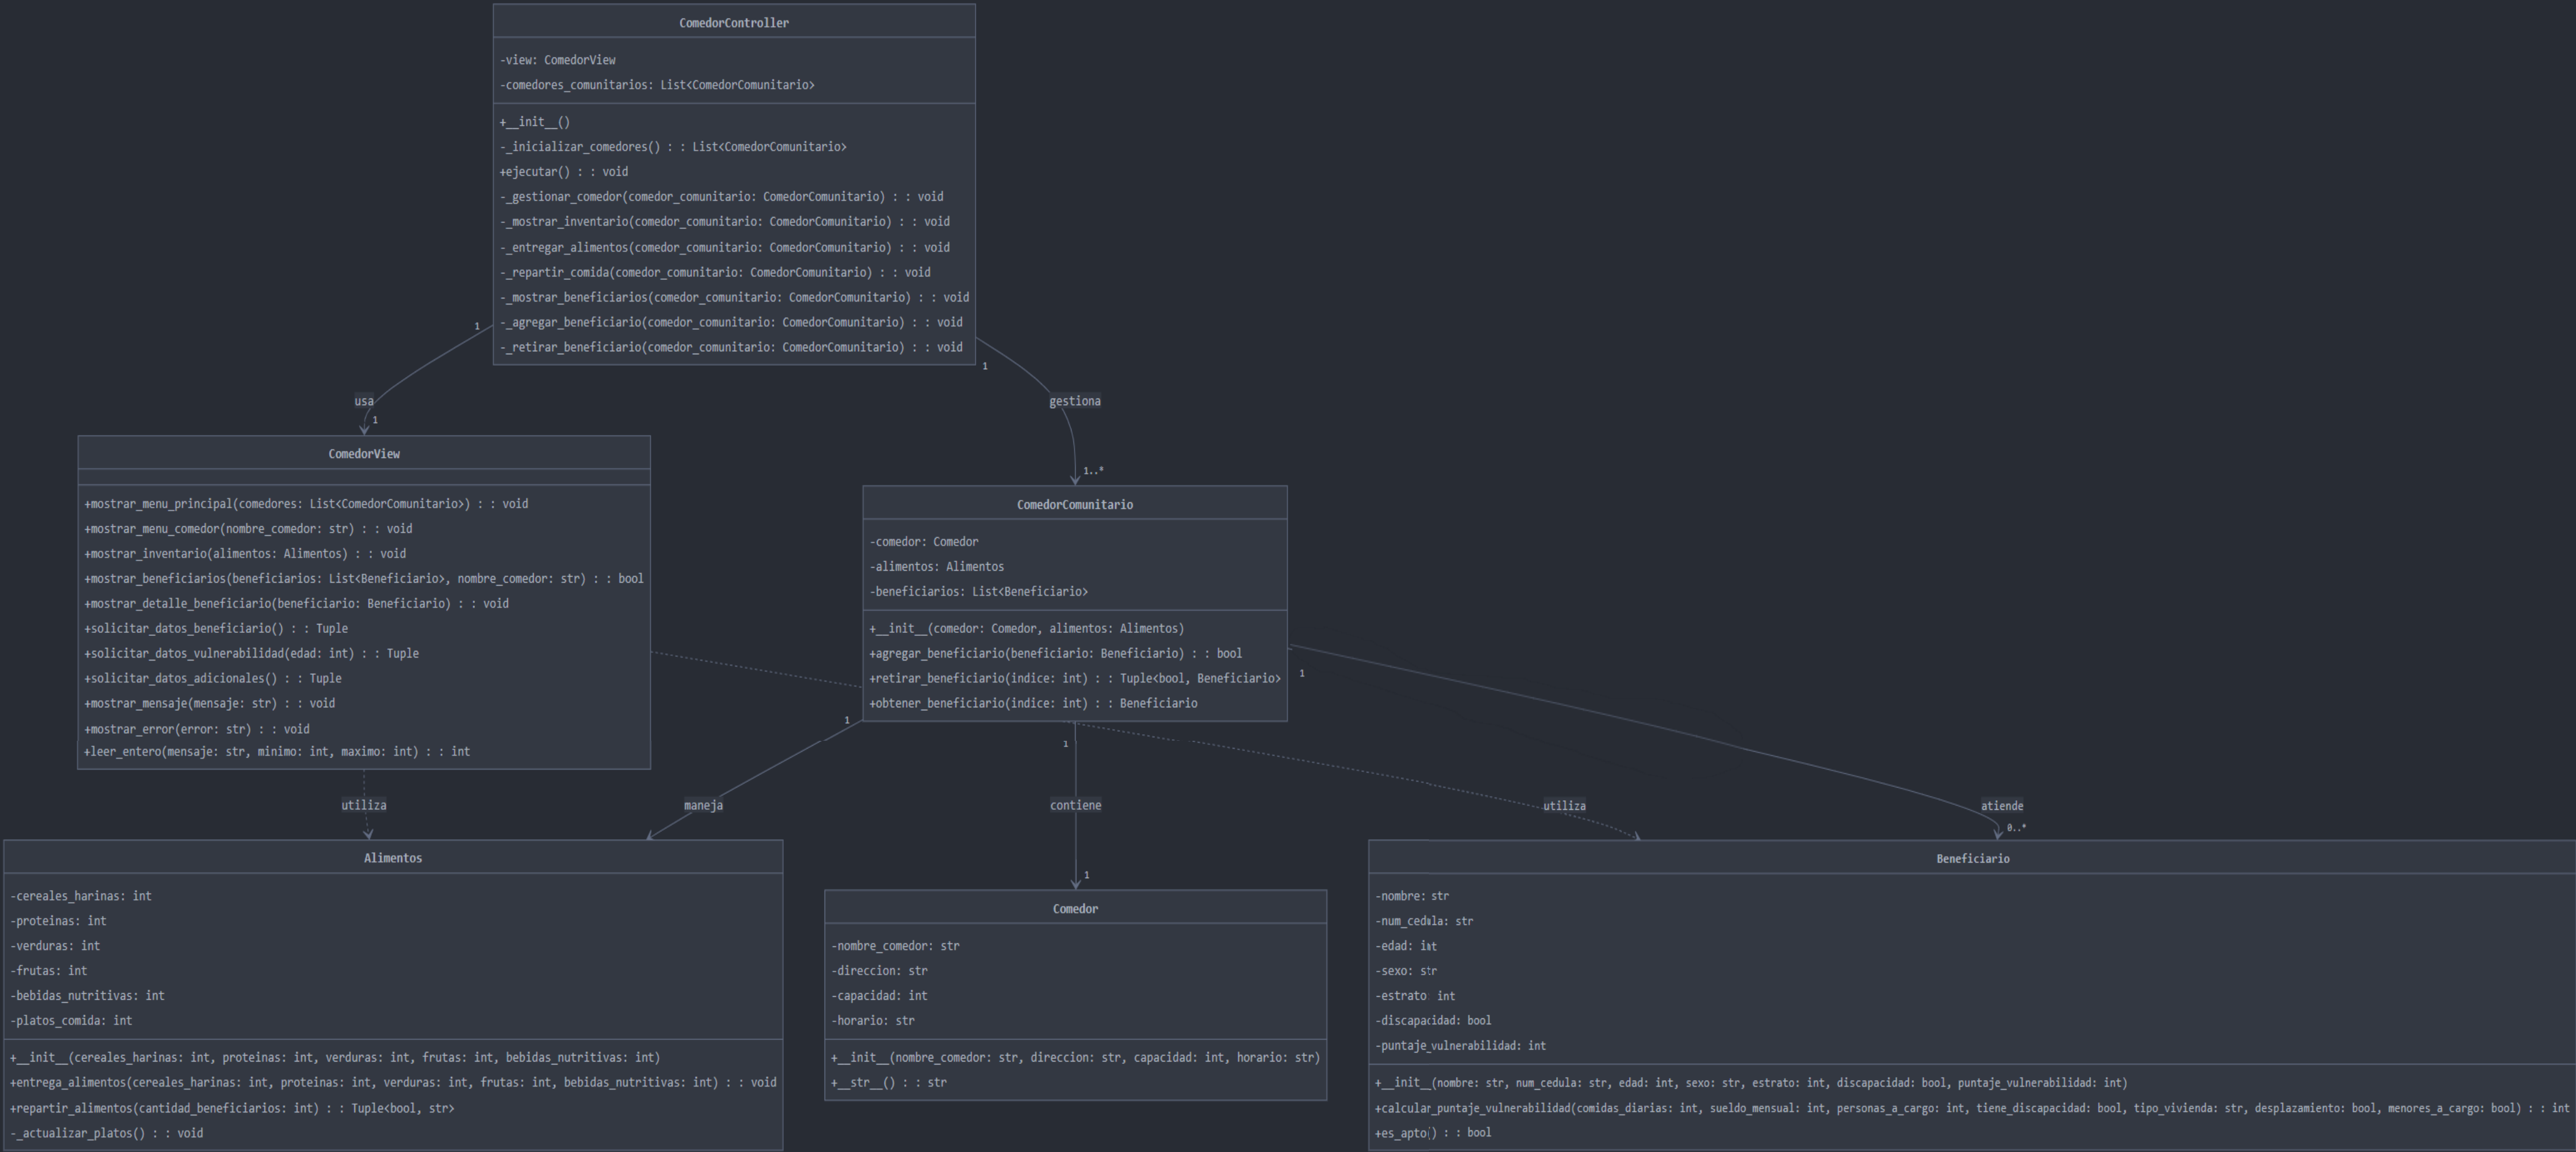 ComedorController
-view: ComedorView
-comedores_comunitarios: List<ComedorComunitario>
+__init__()
-_inicializar_comedores() : : List<ComedorComunitario>
+ejecutar() : : void
-_gestionar_comedor(comedor_comunitario: ComedorComunitario) : : void
-_mostrar_inventario(comedor_comunitario: ComedorComunitario) : : void
-_entregar_alimentos(comedor_comunitario: ComedorComunitario) : : void
-_repartir_comida(comedor_comunitario: ComedorComunitario) : : void
-_mostrar_beneficiarios(comedor_comunitario: ComedorComunitario) : : void
-_agregar_beneficiario(comedor_comunitario: ComedorComunitario) : : void
-_retirar_beneficiario(comedor_comunitario: ComedorComunitario) : : void
1
1
usa
gestiona
1
1..*
ComedorView
+mostrar_menu_principal(comedores: List<ComedorComunitario>) : : void
+mostrar_menu_comedor(nombre_comedor: str) : : void
+mostrar_inventario(alimentos: Alimentos) : : void
+mostrar_beneficiarios(beneficiarios: List<Beneficiario>, nombre_comedor: str) : : bool
+mostrar_detalle_beneficiario(beneficiario: Beneficiario) : : void
+solicitar_datos_beneficiario() : : Tuple
+solicitar_datos_vulnerabilidad(edad: int) : : Tuple
+solicitar_datos_adicionales() : : Tuple
+mostrar_mensaje(mensaje: str) : : void
+mostrar_error(error: str) : : void
+leer_entero(mensaje: str, minimo: int, maximo: int) : : int
ComedorComunitario
-comedor: Comedor
-alimentos: Alimentos
-beneficiarios: List<Beneficiario>
+__init__(comedor: Comedor, alimentos: Alimentos)
+agregar_beneficiario(beneficiario: Beneficiario) : : bool
+retirar_beneficiario(indice: int) : : Tuple<bool, Beneficiario>
+obtener_beneficiario(indice: int) : : Beneficiario
1
1
1
utiliza
maneja
contiene
utiliza
atiende
0..*
1
Alimentos
-cereales_harinas: int
-proteinas: int
-verduras: int
-frutas: int
-bebidas_nutritivas: int
-platos_comida: int
+__init__(cereales_harinas: int, proteinas: int, verduras: int, frutas: int, bebidas_nutritivas: int)
+entrega_alimentos(cereales_harinas: int, proteinas: int, verduras: int, frutas: int, bebidas_nutritivas: int) : : void
+repartir_alimentos(cantidad_beneficiarios: int) : : Tuple<bool, str>
-_actualizar_platos() : : void
Comedor
-nombre_comedor: str
-direccion: str
-capacidad: int
-horario: str
+__init__(nombre_comedor: str, direccion: str, capacidad: int, horario: str)
+__str__() : : str
Beneficiario
-nombre: str
-num_cedula: str
-edad: int
-sexo: str
-estrato: int
-discapacidad: bool
-puntaje_vulnerabilidad: int
+__init__(nombre: str, num_cedula: str, edad: int, sexo: str, estrato: int, discapacidad: bool, puntaje_vulnerabilidad: int)
+calcular_puntaje_vulnerabilidad(comidas_diarias: int, sueldo_mensual: int, personas_a_cargo: int, tiene_discapacidad: bool, tipo_vivienda: str, desplazamiento: bool, menores_a_cargo: bool) : : int
+es_apto() : : bool